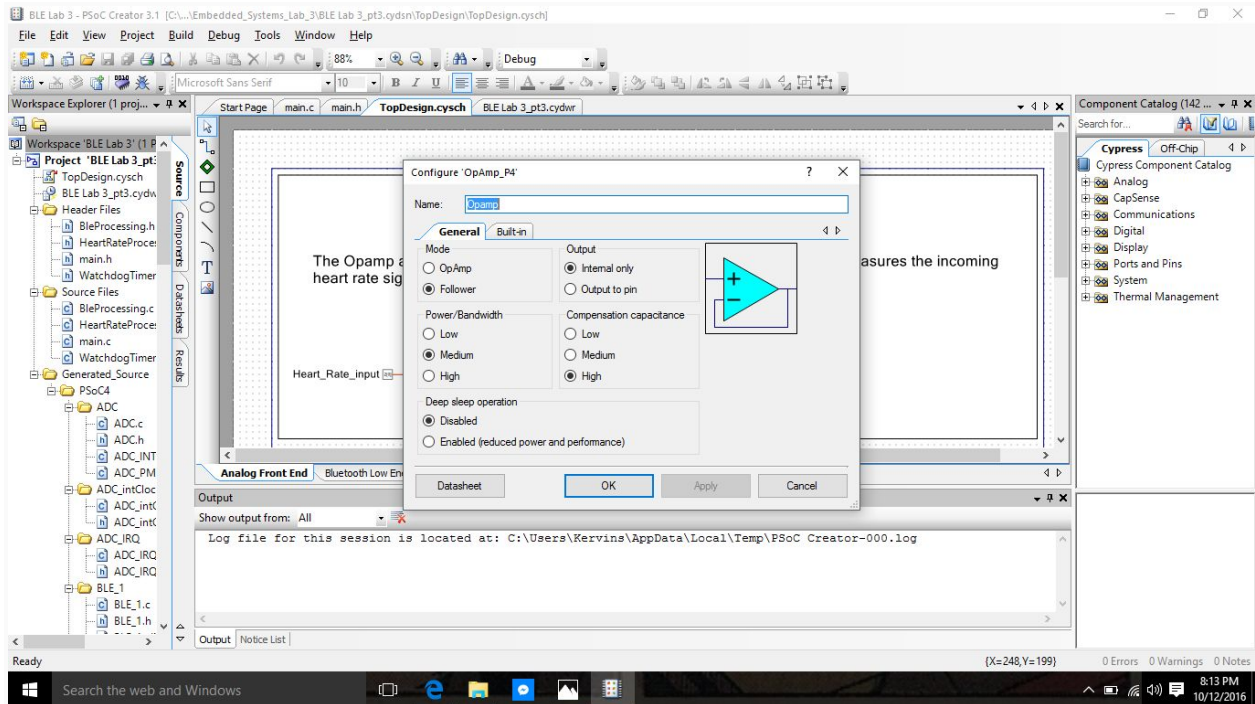 BLE Lab 3 - PSoC Creator 3.1 [C:\...\Embedded_Systems_Lab_3\BLE Lab 3_pt3.cydsn\TopDesign\TopDesign.cysch]
File Edit View Project Build Debug Tools Window Help
88% Debug
Microsoft Sans Serif 10 B I U
Workspace Explorer (1 proj...
Workspace 'BLE Lab 3' (1 P
Project 'BLE Lab 3_pt3
TopDesign.cysch
BLE Lab 3_pt3.cydw
Header Files
BleProcessing.h
HeartRateProces
main.h
WatchdogTimer
Source Files
BleProcessing.c
HeartRateProces
main.c
WatchdogTimer
Generated_Source
PSoC4
ADC
ADC.c
ADC.h
ADC_INT
ADC_PM
ADC_intCloc
ADC_intC
ADC_intC
ADC_IRQ
ADC_IRQ
ADC_IRQ
BLE_1
BLE_1.c
BLE_1.h
Source
Components
Datasheets
Results
Start Page main.c main.h TopDesign.cysch BLE Lab 3_pt3.cydwr
T
The Opamp a
asures the incoming
heart rate sig
Heart_Rate_input
Analog Front End Bluetooth Low En
Configure 'OpAmp_P4' ?
Name: Opamp
General Built-in
Mode
OpAmp
Follower
Output
Internal only
Output to pin
Power/Bandwidth
Low
Medium
High
Compensation capacitance
Low
Medium
High
Deep sleep operation
Disabled
Enabled (reduced power and performance)
Datasheet OK Apply Cancel
Output
Show output from: All
Log file for this session is located at: C:\Users\Kervins\AppData\Local\Temp\PSoC Creator-000.log
Output Notice List
Component Catalog (142 ...
Search for...
Cypress Off-Chip
Cypress Component Catalog
Analog
CapSense
Communications
Digital
Display
Ports and Pins
System
Thermal Management
Ready {X=248,Y=199} 0 Errors 0 Warnings 0 Notes
Search the web and Windows
8:13 PM
10/12/2016